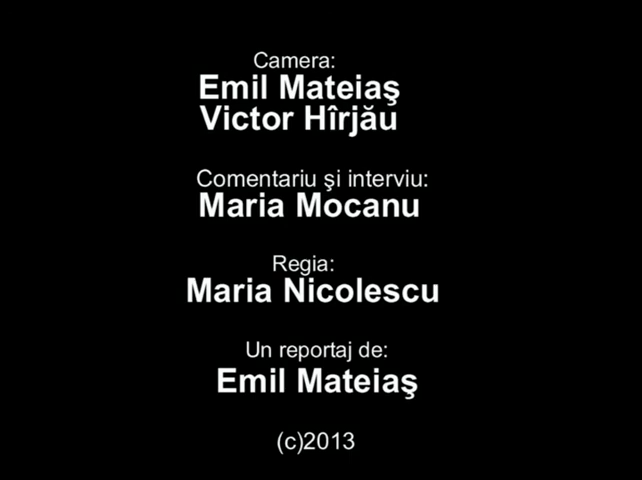 Camera:
Emil Mateiaş
Victor Hîrjău
Comentariu şi interviu:
Maria Mocanu
Regia:
Maria Nicolescu
Un reportaj de:
Emil Mateiaş
(c)2013